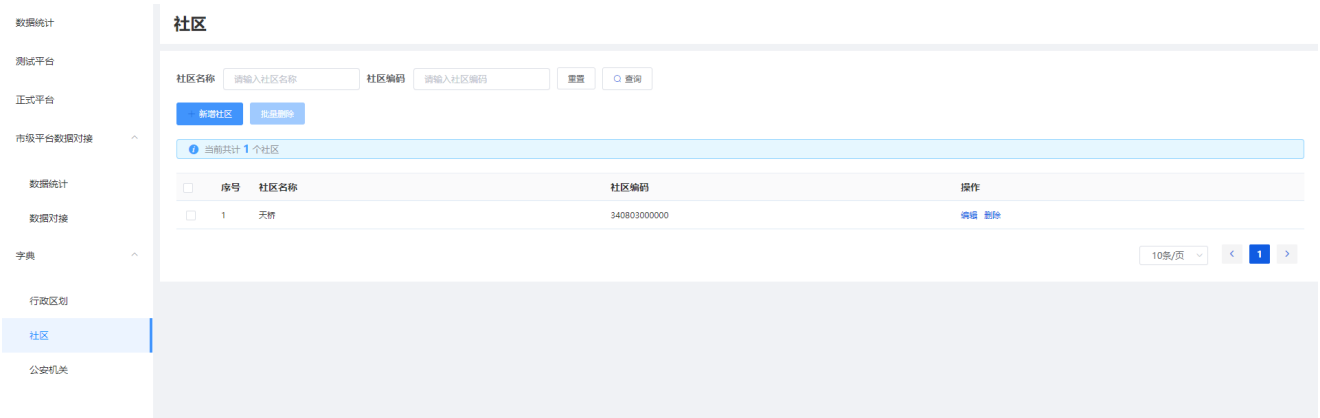 数据统计
测试平台
正式平台
市级平台数据对接
数据统计
数据对接
字典
行政区划
社区
公安机关
社区
社区名称 请输入社区名称 社区编码 请输入社区编码 重置 查询
+ 新增社区 批量删除
当前共计 1 个社区
序号 社区名称 社区编码 操作
1 天桥 340803000000 编辑 删除
10条/页 < 1 >